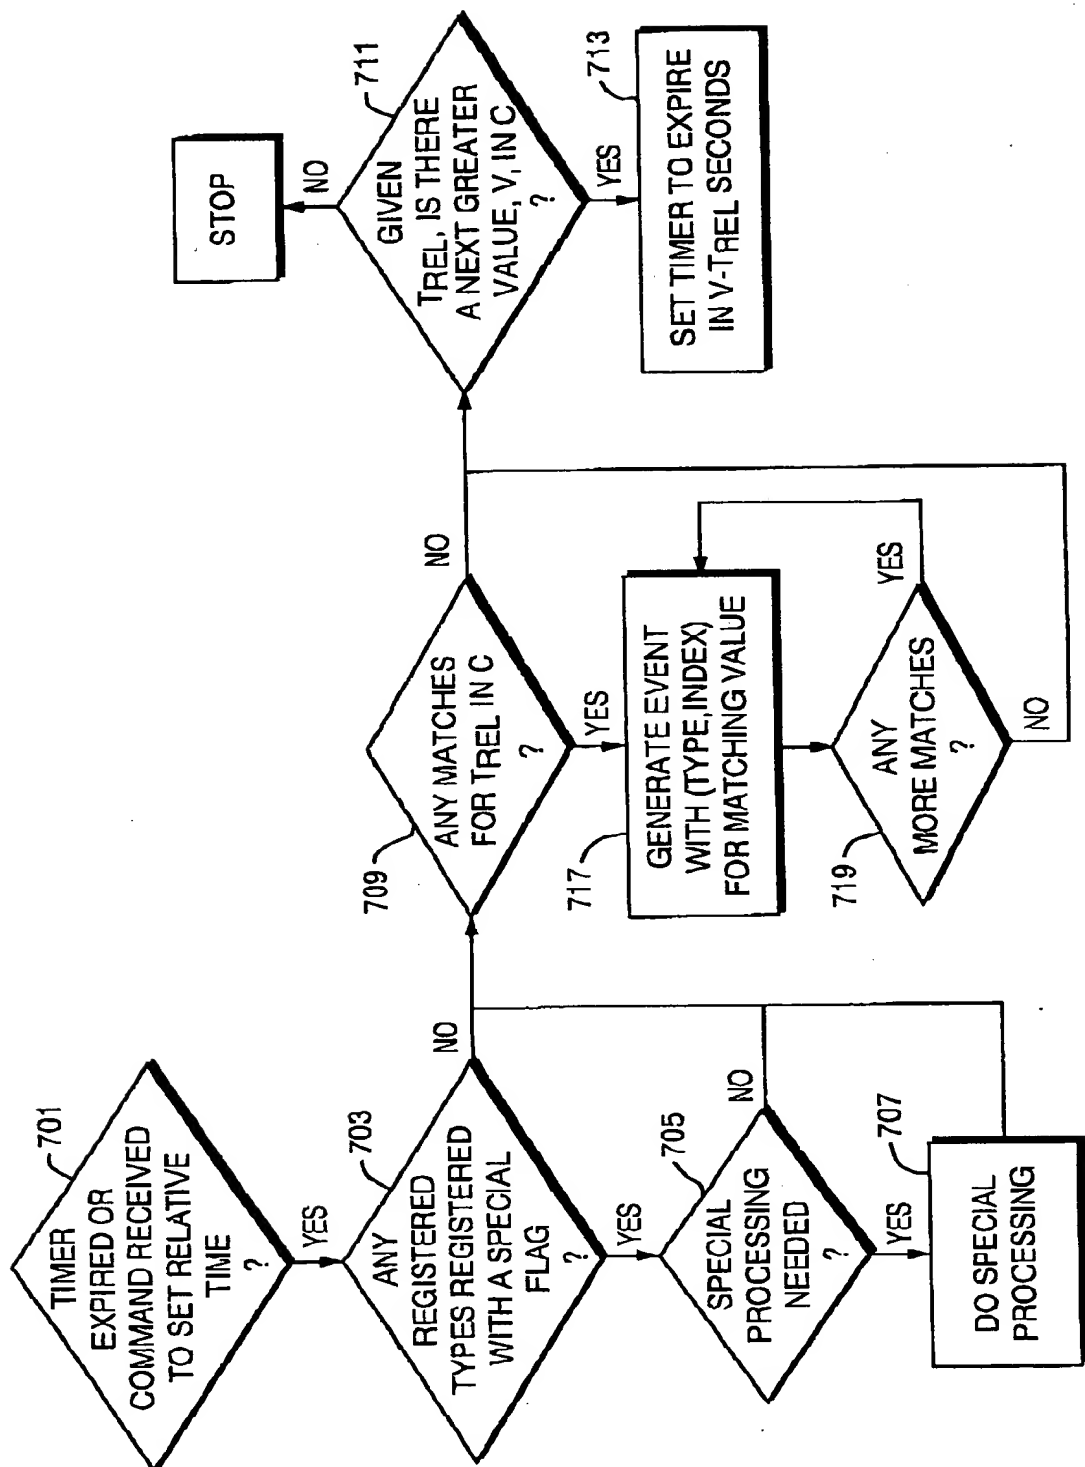 701
TIMER
EXPIRED OR
COMMAND RECEIVED
TO SET RELATIVE
TIME
?
YES
703
ANY
REGISTERED
TYPES REGISTERED
WITH A SPECIAL
FLAG
?
NO
YES
705
SPECIAL
PROCESSING
NEEDED
?
NO
YES
707
DO SPECIAL
PROCESSING
709
ANY MATCHES
FOR TREL IN C
?
NO
YES
717
GENERATE EVENT
WITH (TYPE,INDEX)
FOR MATCHING VALUE
719
ANY
MORE MATCHES
?
YES
NO
711
GIVEN
TREL, IS THERE
A NEXT GREATER
VALUE, V, IN C
?
NO
STOP
YES
713
SET TIMER TO EXPIRE
IN V-TREL SECONDS